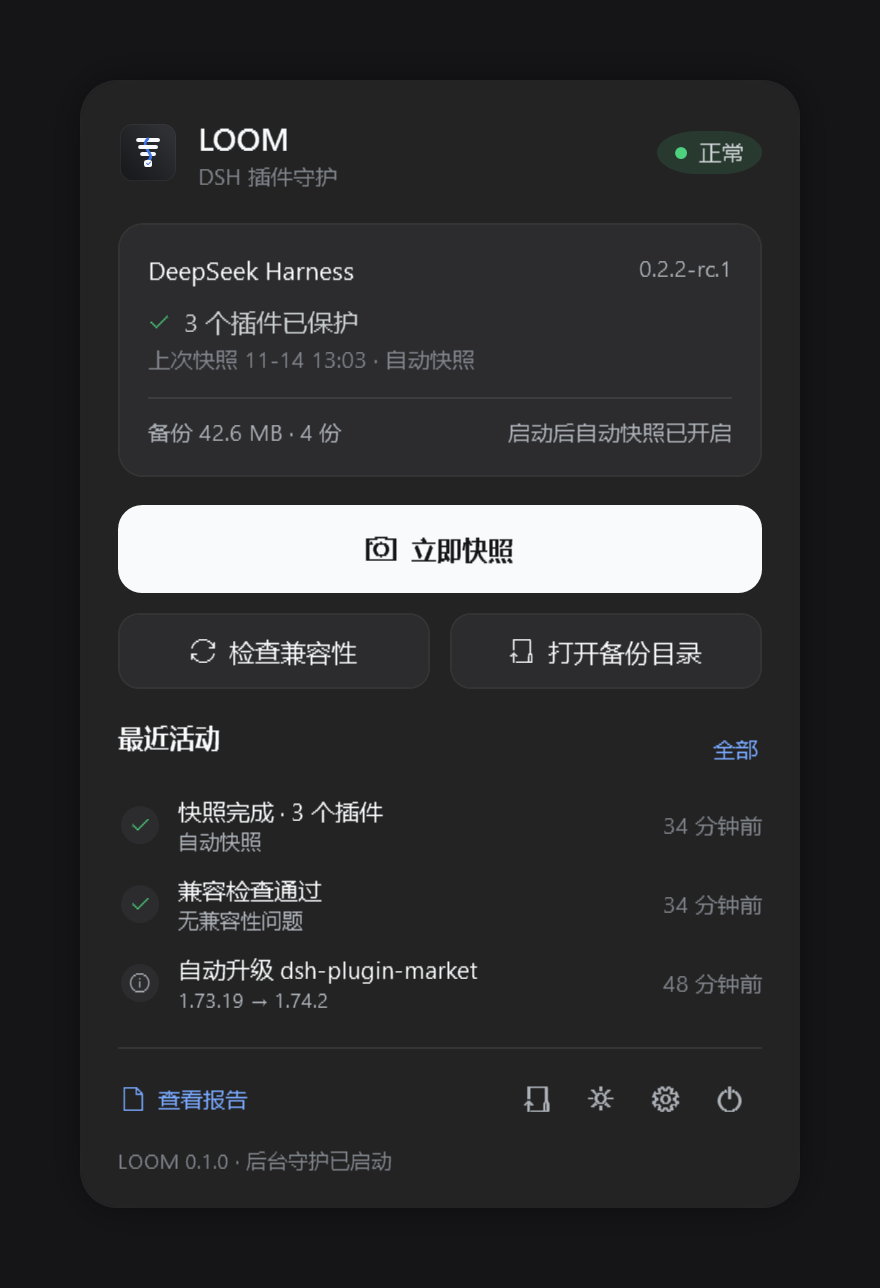 LOOM
DSH 插件守护
正常
DeepSeek Harness
0.2.2-rc.1
3 个插件已保护
上次快照 11-14 13:03 · 自动快照
备份 42.6 MB · 4 份
启动后自动快照已开启
立即快照
检查兼容性
打开备份目录
最近活动
全部
快照完成 · 3 个插件
自动快照
34 分钟前
兼容检查通过
无兼容性问题
34 分钟前
自动升级 dsh-plugin-market
1.73.19 → 1.74.2
48 分钟前
查看报告
LOOM 0.1.0 · 后台守护已启动